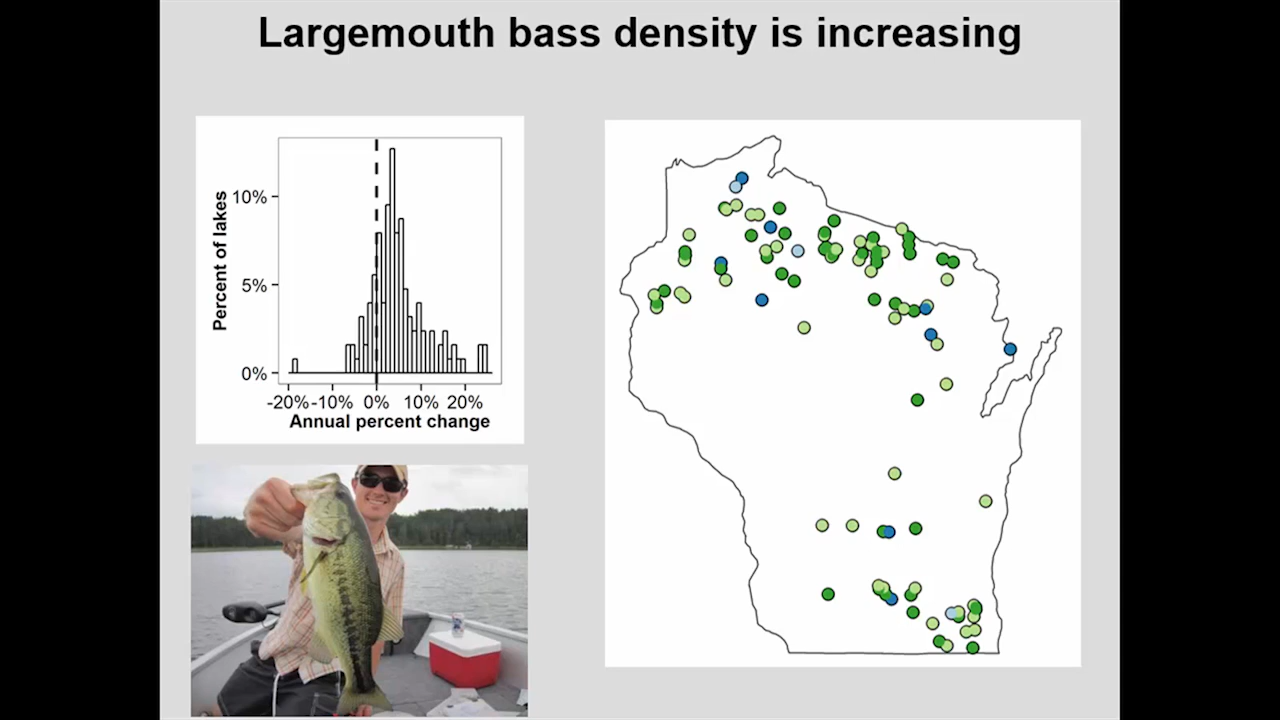 Largemouth bass density is increasing
Percent of lakes
10%
5%
0%
-20% -10% 0% 10% 20%
Annual percent change